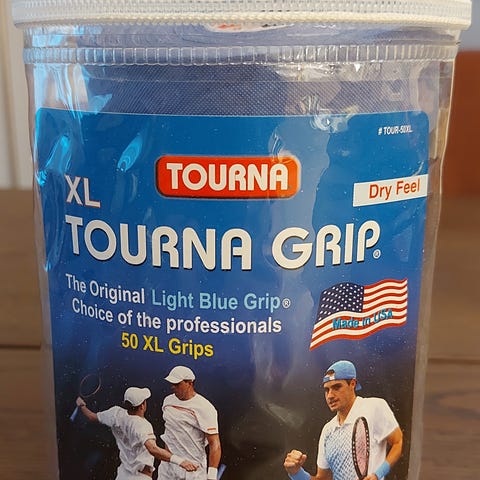 # TOUR-50XL
TOURNA
Dry Feel
XL
TOURNA GRIP®
The Original Light Blue Grip®
Choice of the professionals
50 XL Grips
Made in USA